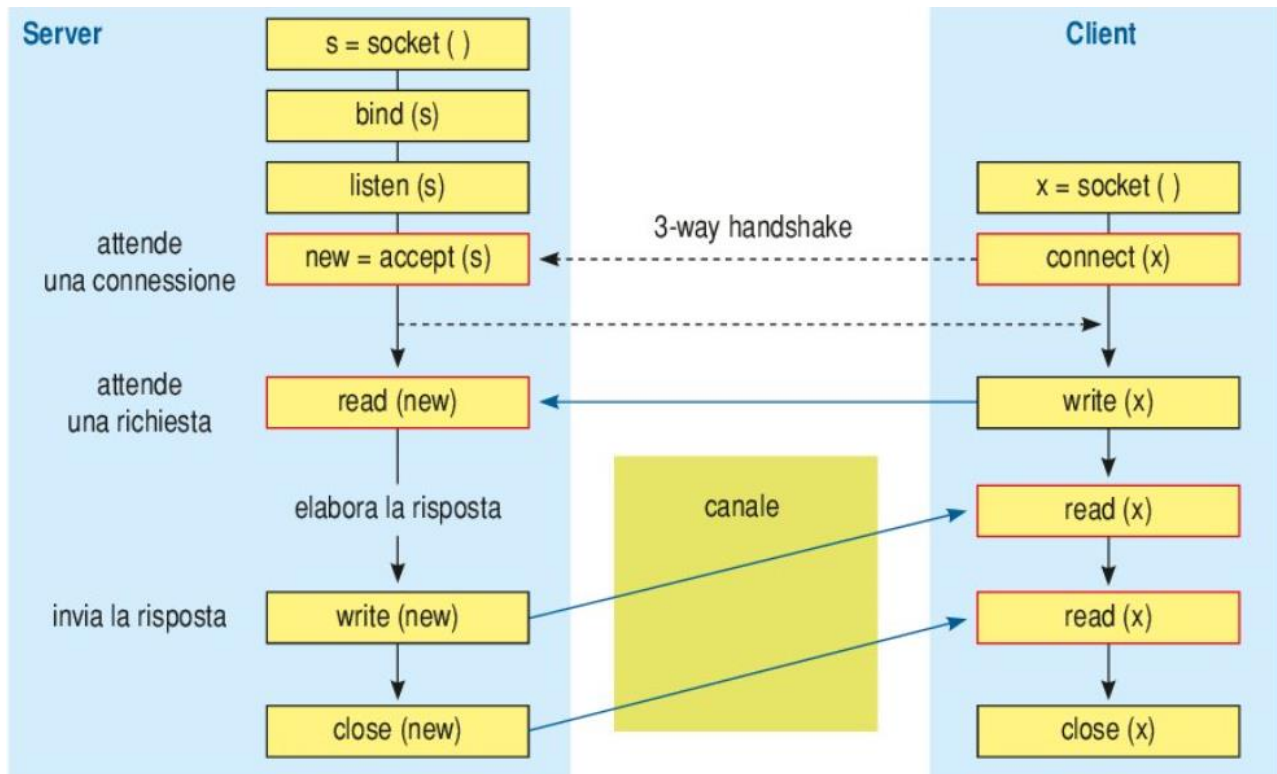 Server
s = socket ( )
bind (s)
listen (s)
attende
una connessione
new = accept (s)
attende
una richiesta
read (new)
elabora la risposta
invia la risposta
write (new)
close (new)
3-way handshake
canale
Client
x = socket ( )
connect (x)
write (x)
read (x)
read (x)
close (x)